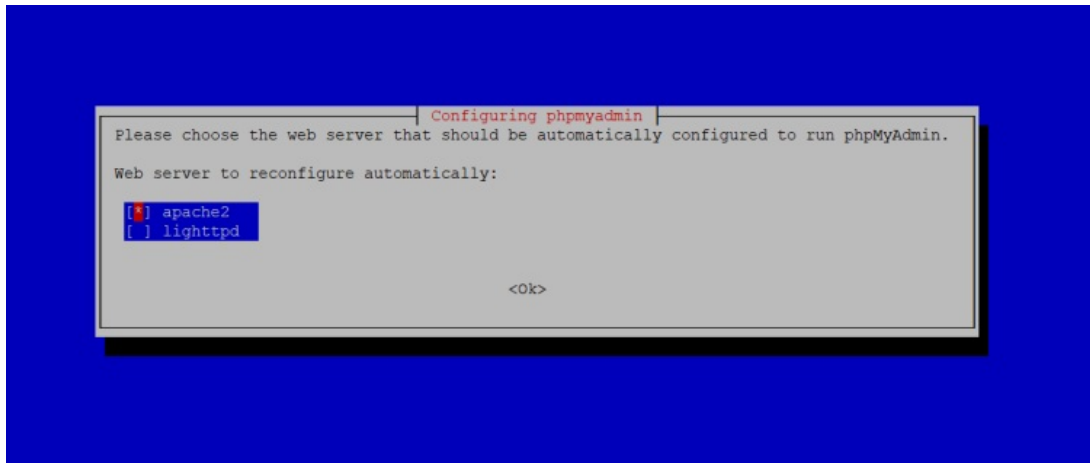 Configuring phpmyadmin
Please choose the web server that should be automatically configured to run phpMyAdmin.
Web server to reconfigure automatically:
[*] apache2
[ ] lighttpd
<Ok>